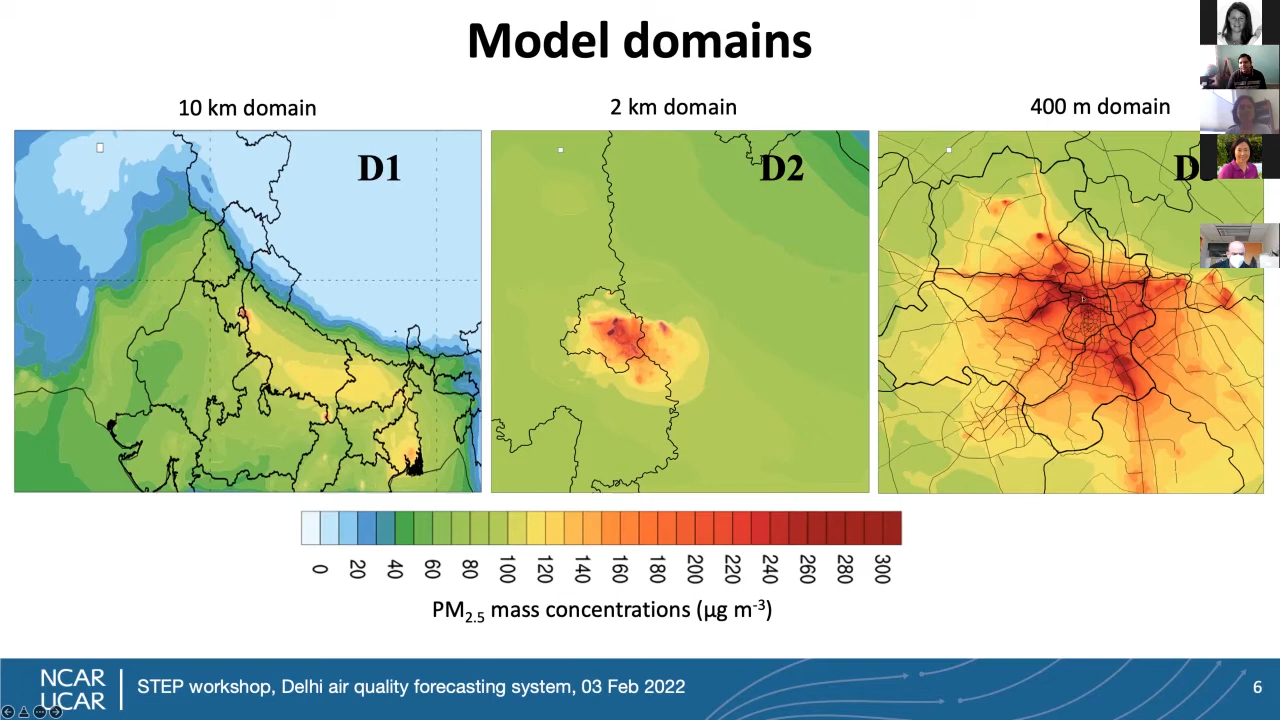 Model domains
10 km domain
2 km domain
400 m domain
D1
D2
D
0 20 40 60 80 100 120 140 160 180 200 220 240 260 280 300
PM2.5 mass concentrations (µg m-3)
NCAR
UCAR
STEP workshop, Delhi air quality forecasting system, 03 Feb 2022
6